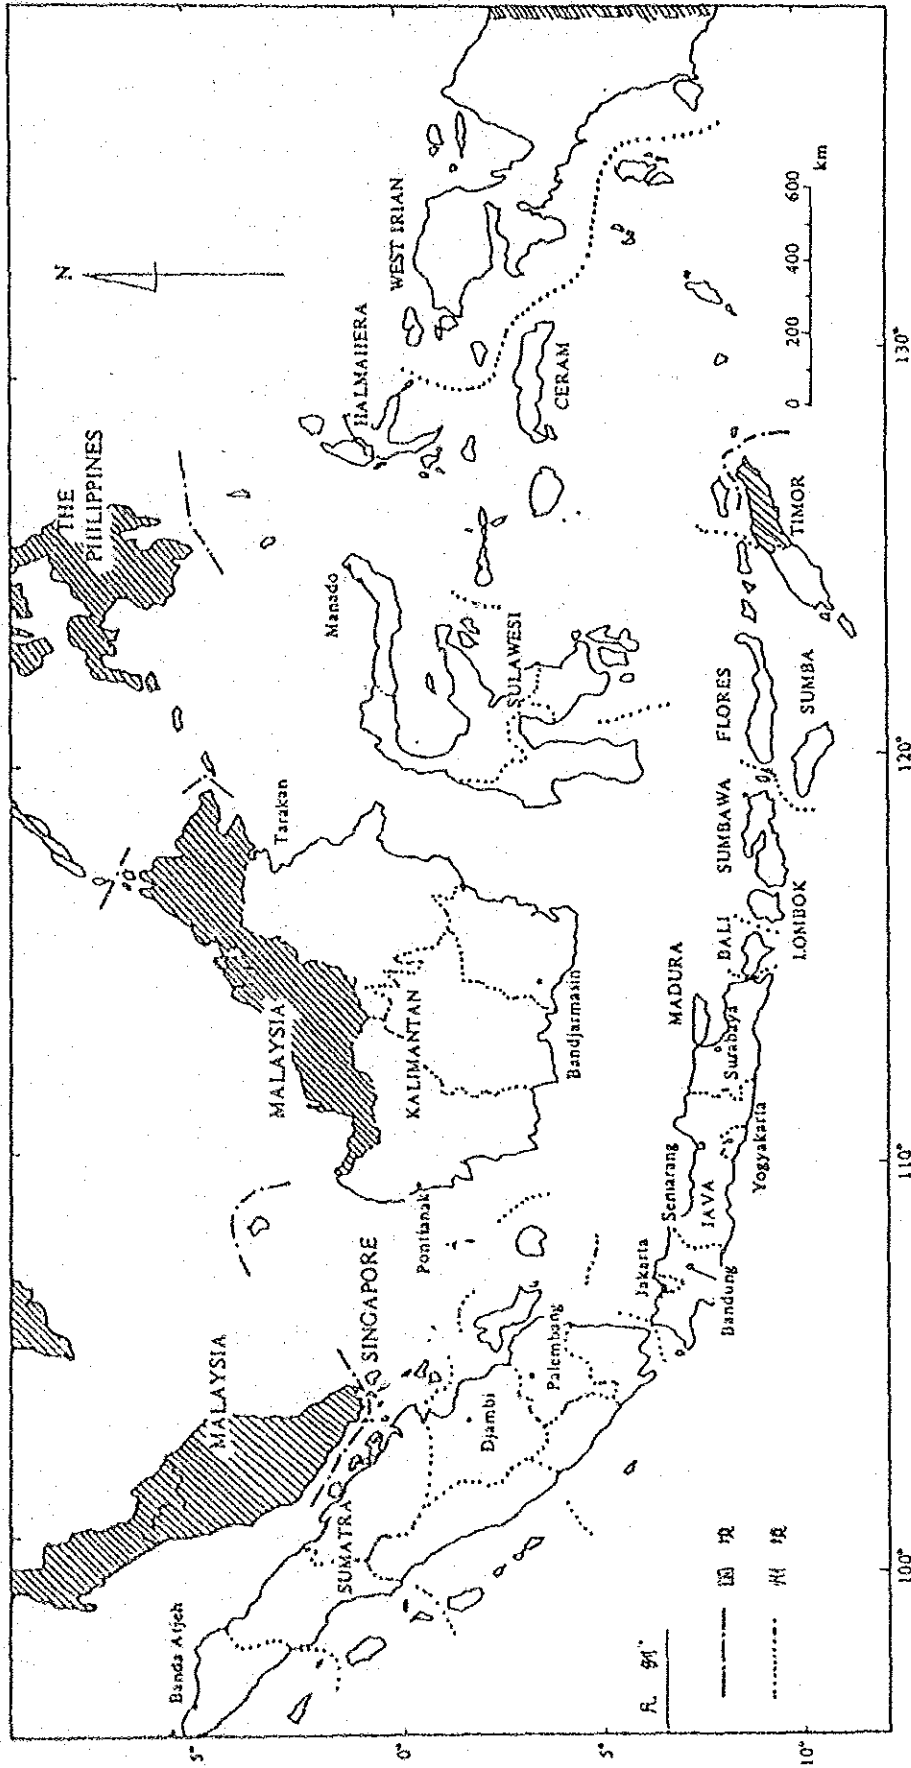 N
THE
PHILIPPINES
MALAYSIA
MALAYSIA
SINGAPORE
SUMATRA
Banda Atjeh
Djambi
Palembang
Pontianak
KALIMANTAN
Tarakan
Bandjarmasin
Manado
SULAWESI
HALMAHERA
WEST IRIAN
CERAM
Jakarta
Bandung
Semarang
JAVA
Yogyakarta
Surabaya
MADURA
BALI
LOMBOK
SUMBAWA
FLORES
SUMBA
TIMOR
0 200 400 600
km
凡例
国境
州境
5°
0°
5°
10°
100°
110°
120°
130°